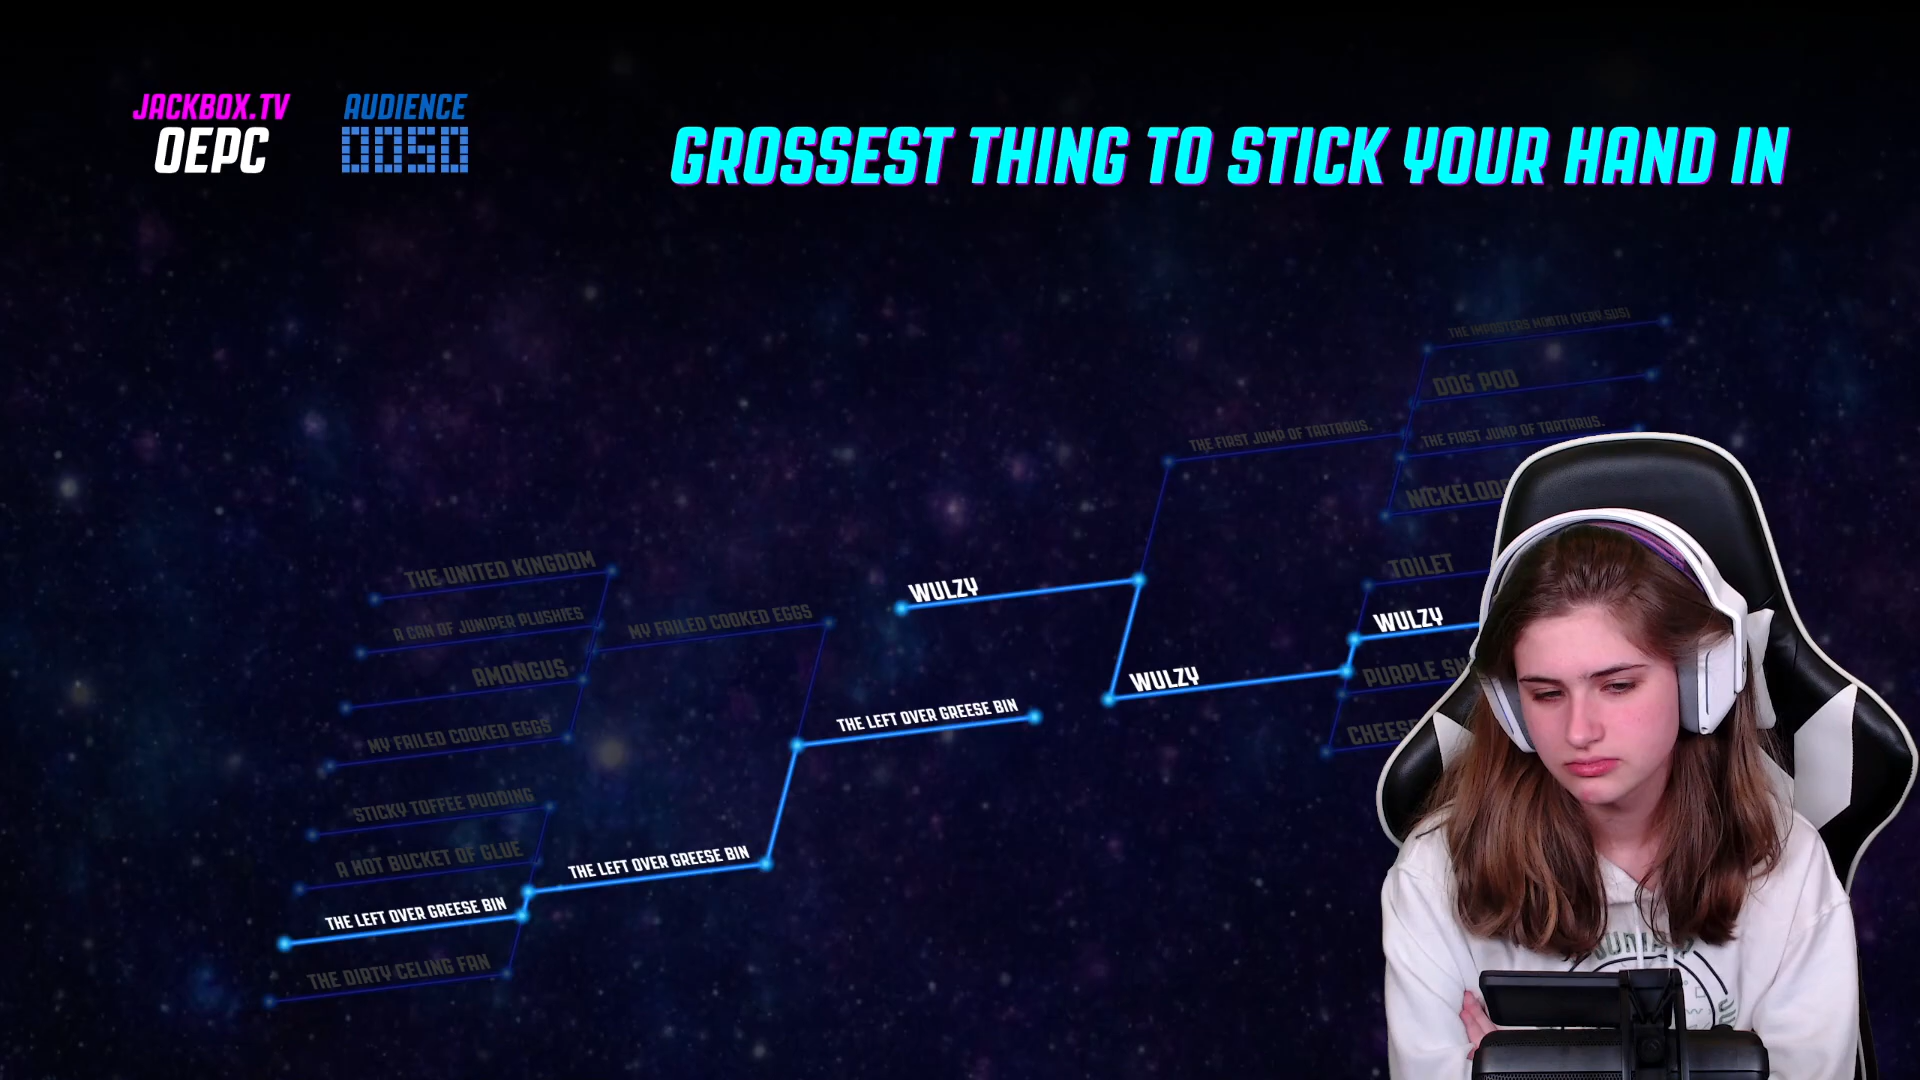 JACKBOX.TV
OEPC
AUDIENCE
0050
GROSSEST THING TO STICK YOUR HAND IN
THE IMPOSTERS MOUTH (VERY SUS)
DOG POO
THE FIRST JUMP OF TARTARUS.
THE FIRST JUMP OF TARTARUS.
TOILET
WULZY
PURPLE
WULZY
WULZY
THE UNITED KINGDOM
A CAN OF JUNIPER PLUSHIES
AMONGUS
MY FAILED COOKED EGGS
MY FAILED COOKED EGGS
STICKY TOFFEE PUDDING
A HOT BUCKET OF GLUE
THE LEFT OVER GREESE BIN
THE DIRTY CELING FAN
THE LEFT OVER GREESE BIN
THE LEFT OVER GREESE BIN